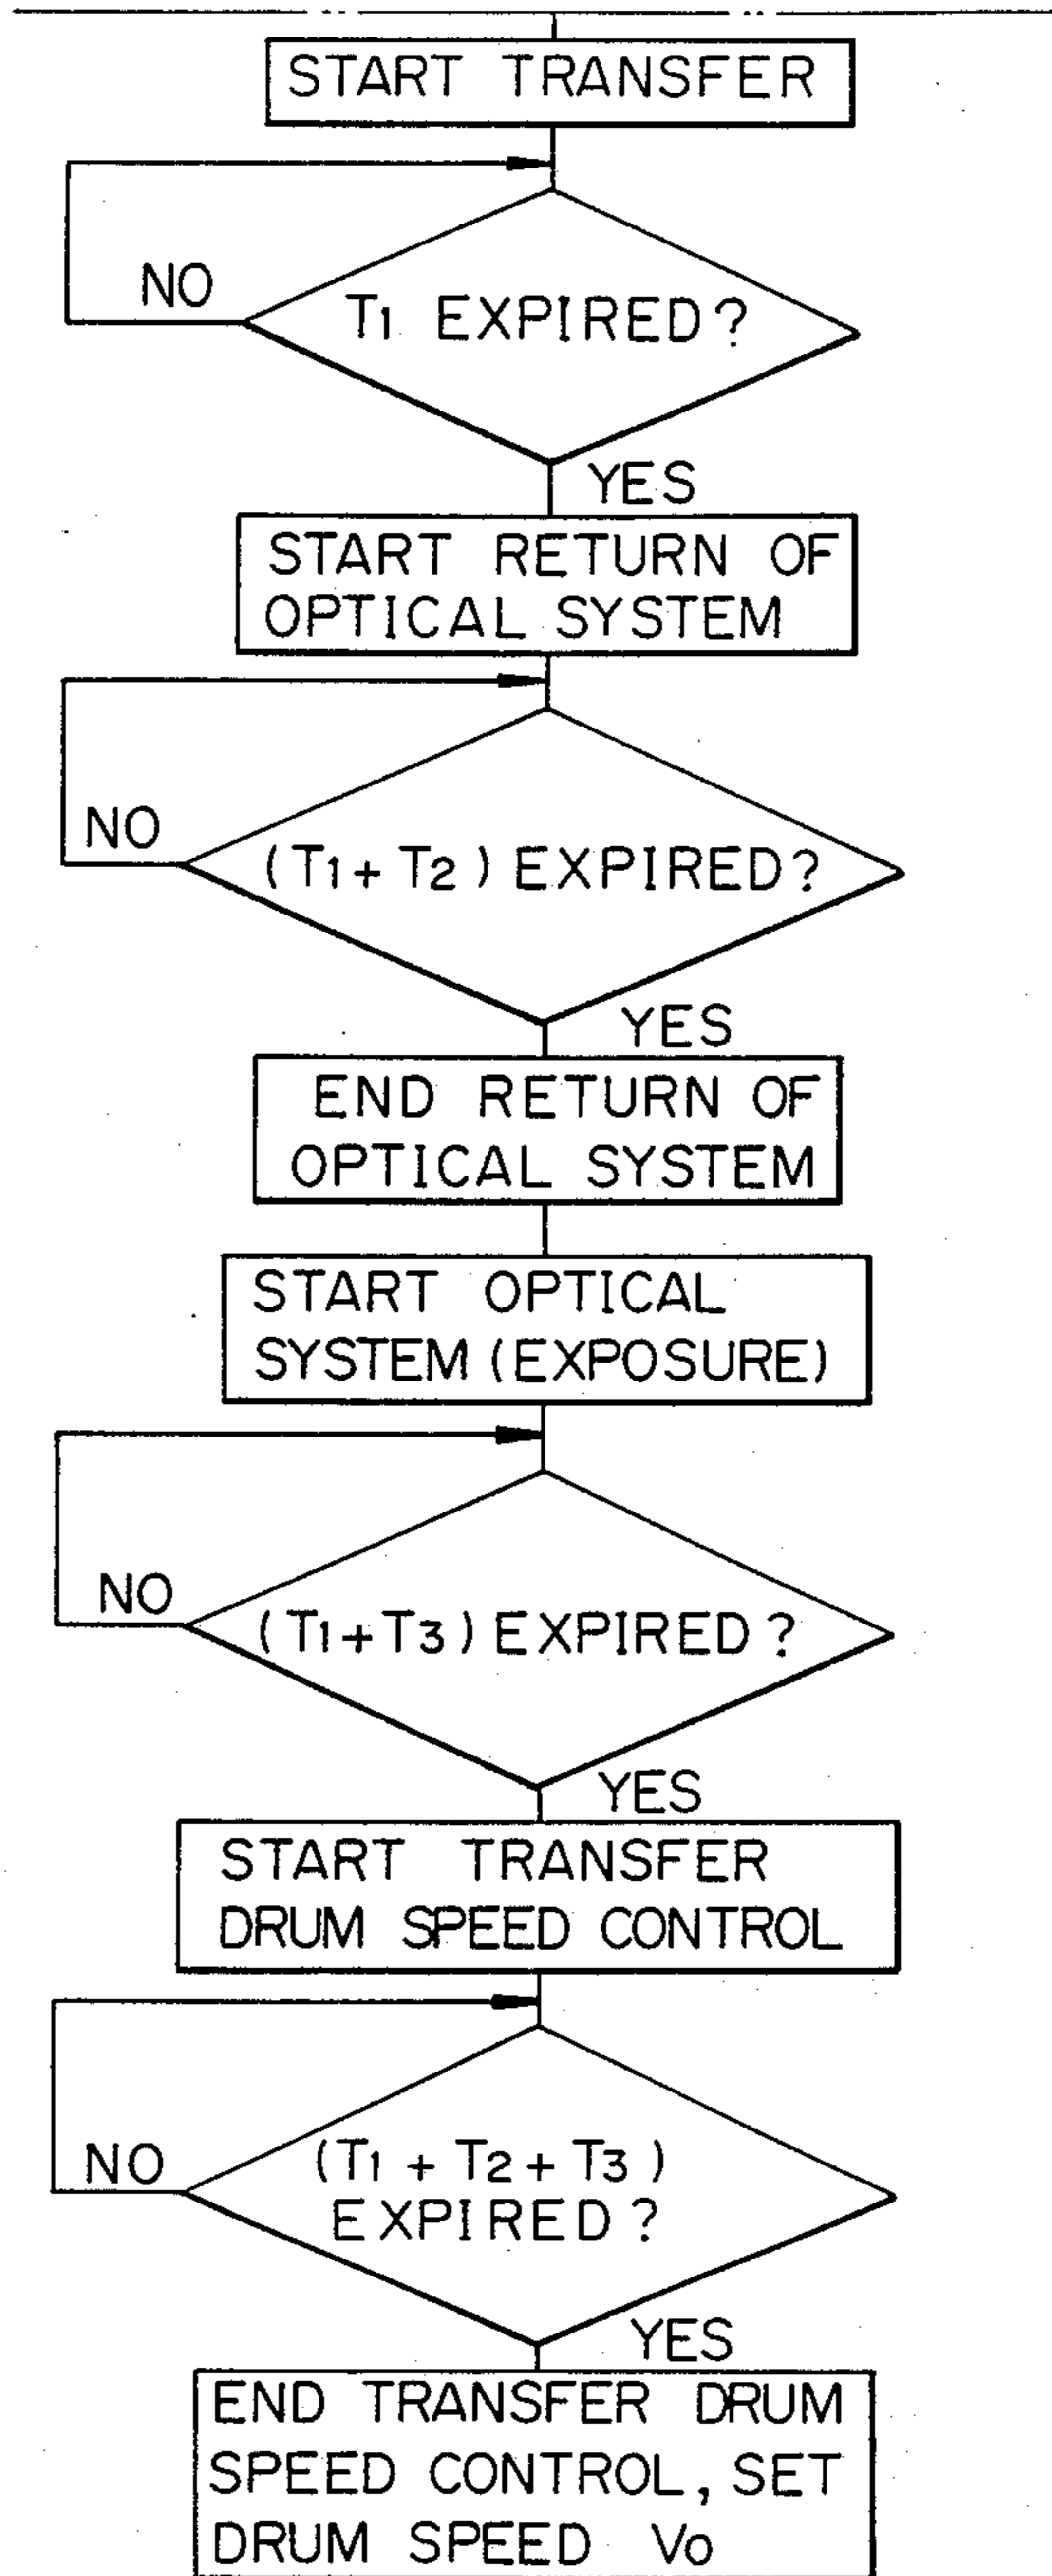 START TRANSFER
NO
T1 EXPIRED?
YES
START RETURN OF
OPTICAL SYSTEM
NO
(T1 + T2) EXPIRED?
YES
END RETURN OF
OPTICAL SYSTEM
START OPTICAL
SYSTEM (EXPOSURE)
NO
(T1+T3) EXPIRED?
YES
START TRANSFER
DRUM SPEED CONTROL
NO
(T1 + T2 + T3)
EXPIRED?
YES
END TRANSFER DRUM
SPEED CONTROL, SET
DRUM SPEED Vo